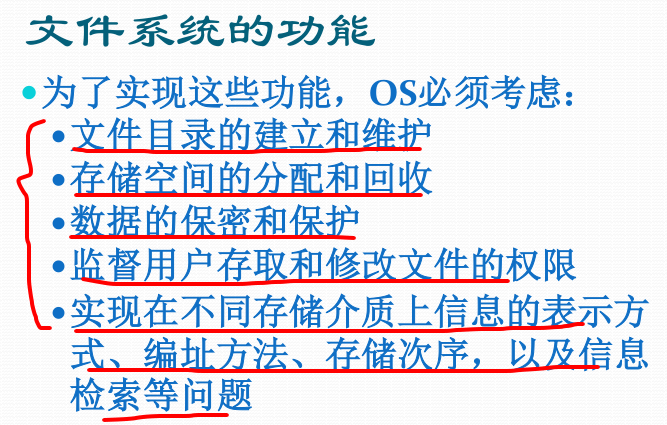 文件系统的功能
•为了实现这些功能，OS必须考虑：
•文件目录的建立和维护
•存储空间的分配和回收
•数据的保密和保护
•监督用户存取和修改文件的权限
•实现在不同存储介质上信息的表示方
式、编址方法、存储次序，以及信息
检索等问题